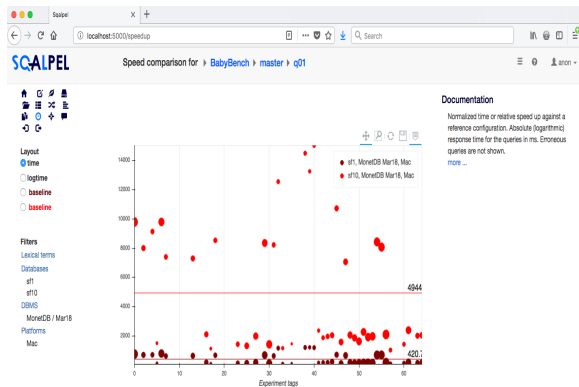 Sqalpel
localhost:5000/speedup
Search
SQALPEL
Speed comparison for BabyBench master q01
anon
Documentation
Normalized time or relative speed up against a
reference configuration. Absolute (logarithmic)
response time for the queries in ms. Erroneous
queries are not shown.
more ...
Layout
time
logtime
baseline
baseline
Filters
Lexical terms
Databases
sf1
sf10
DBMS
MonetDB / Mar18
Platforms
Mac
sf1, MonetDB Mar18, Mac
sf10, MonetDB Mar18, Mac
14000
12000
10000
8000
6000
4944
4000
2000
420.7
0 10 20 30 40 50 60
Experiment tags